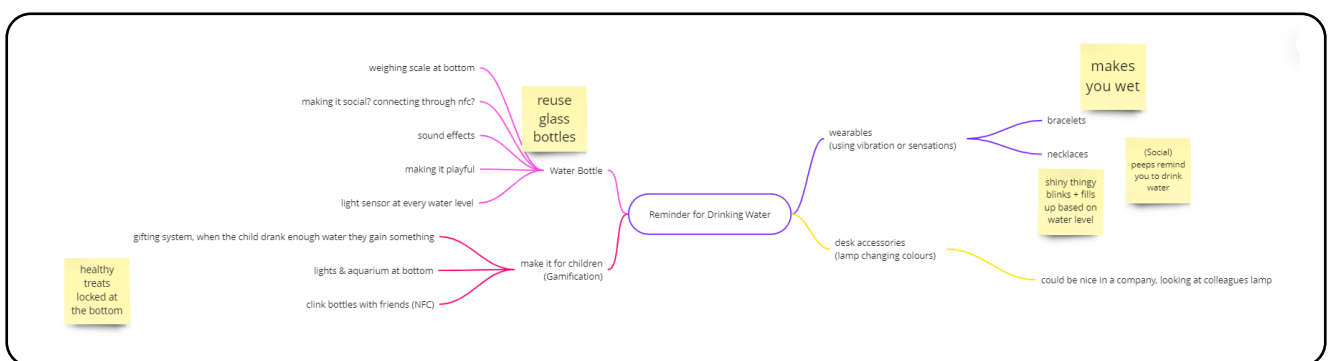 weighing scale at bottom
making it social? connecting through nfc?
sound effects
making it playful
light sensor at every water level
reuse
glass
bottles
Water Bottle
gifting system, when the child drank enough water they gain something
lights & aquarium at bottom
clink bottles with friends (NFC)
make it for children
(Gamification)
healthy
treats
locked at
the bottom
Reminder for Drinking Water
wearables
(using vibration or sensations)
makes
you wet
bracelets
necklaces
(Social)
peeps remind
you to drink
water
shiny thingy
blinks + fills
up based on
water level
desk accessories
(lamp changing colours)
could be nice in a company, looking at colleagues lamp